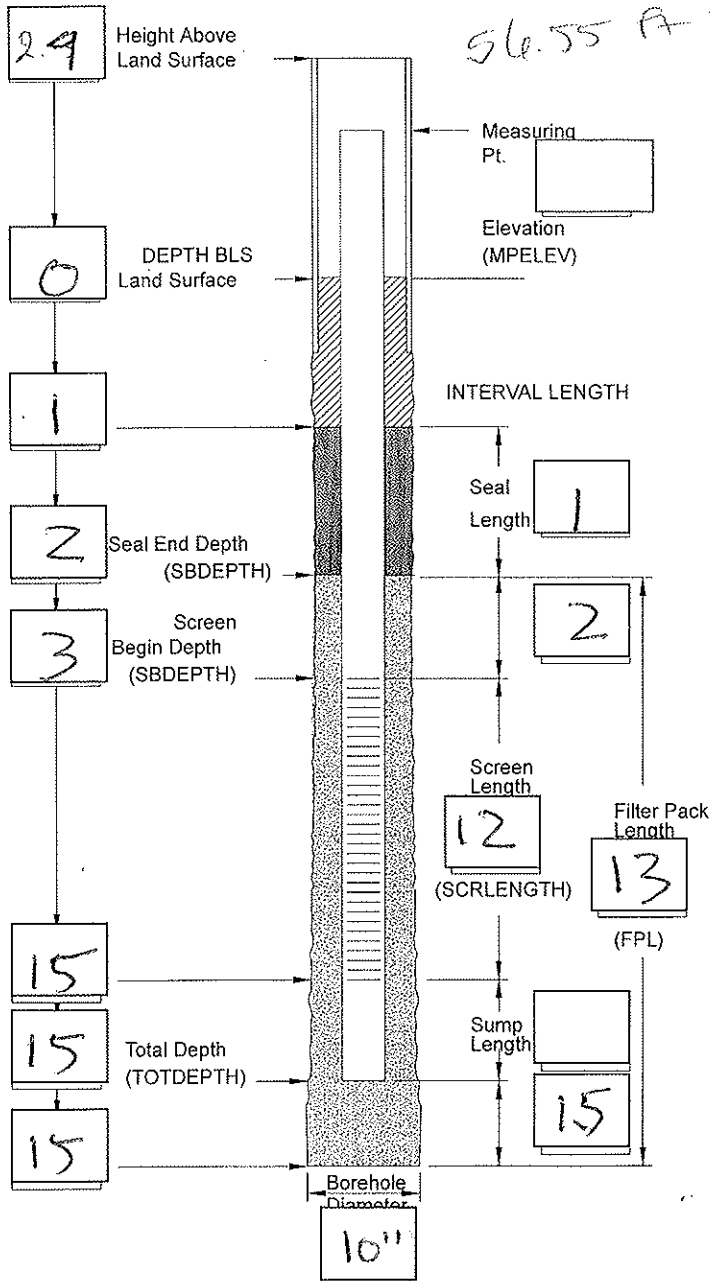 56.55 ft
2.9
Height Above
Land Surface
Measuring
Pt.
Elevation
(MPELEV)
0
DEPTH BLS
Land Surface
1
INTERVAL LENGTH
Seal
Length
1
2
Seal End Depth
(SBDEPTH)
2
3
Screen
Begin Depth
(SBDEPTH)
Screen
Length
12
(SCRLENGTH)
Filter Pack
Length
13
(FPL)
15
Sump
Length
15
Total Depth
(TOTDEPTH)
15
15
Borehole
Diameter
10"